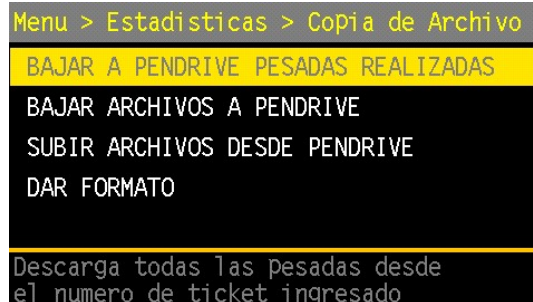 Menu > Estadisticas > Copia de Archivo
BAJAR A PENDRIVE PESADAS REALIZADAS
BAJAR ARCHIVOS A PENDRIVE
SUBIR ARCHIVOS DESDE PENDRIVE
DAR FORMATO
Descarga todas las pesadas desde
el numero de ticket ingresado